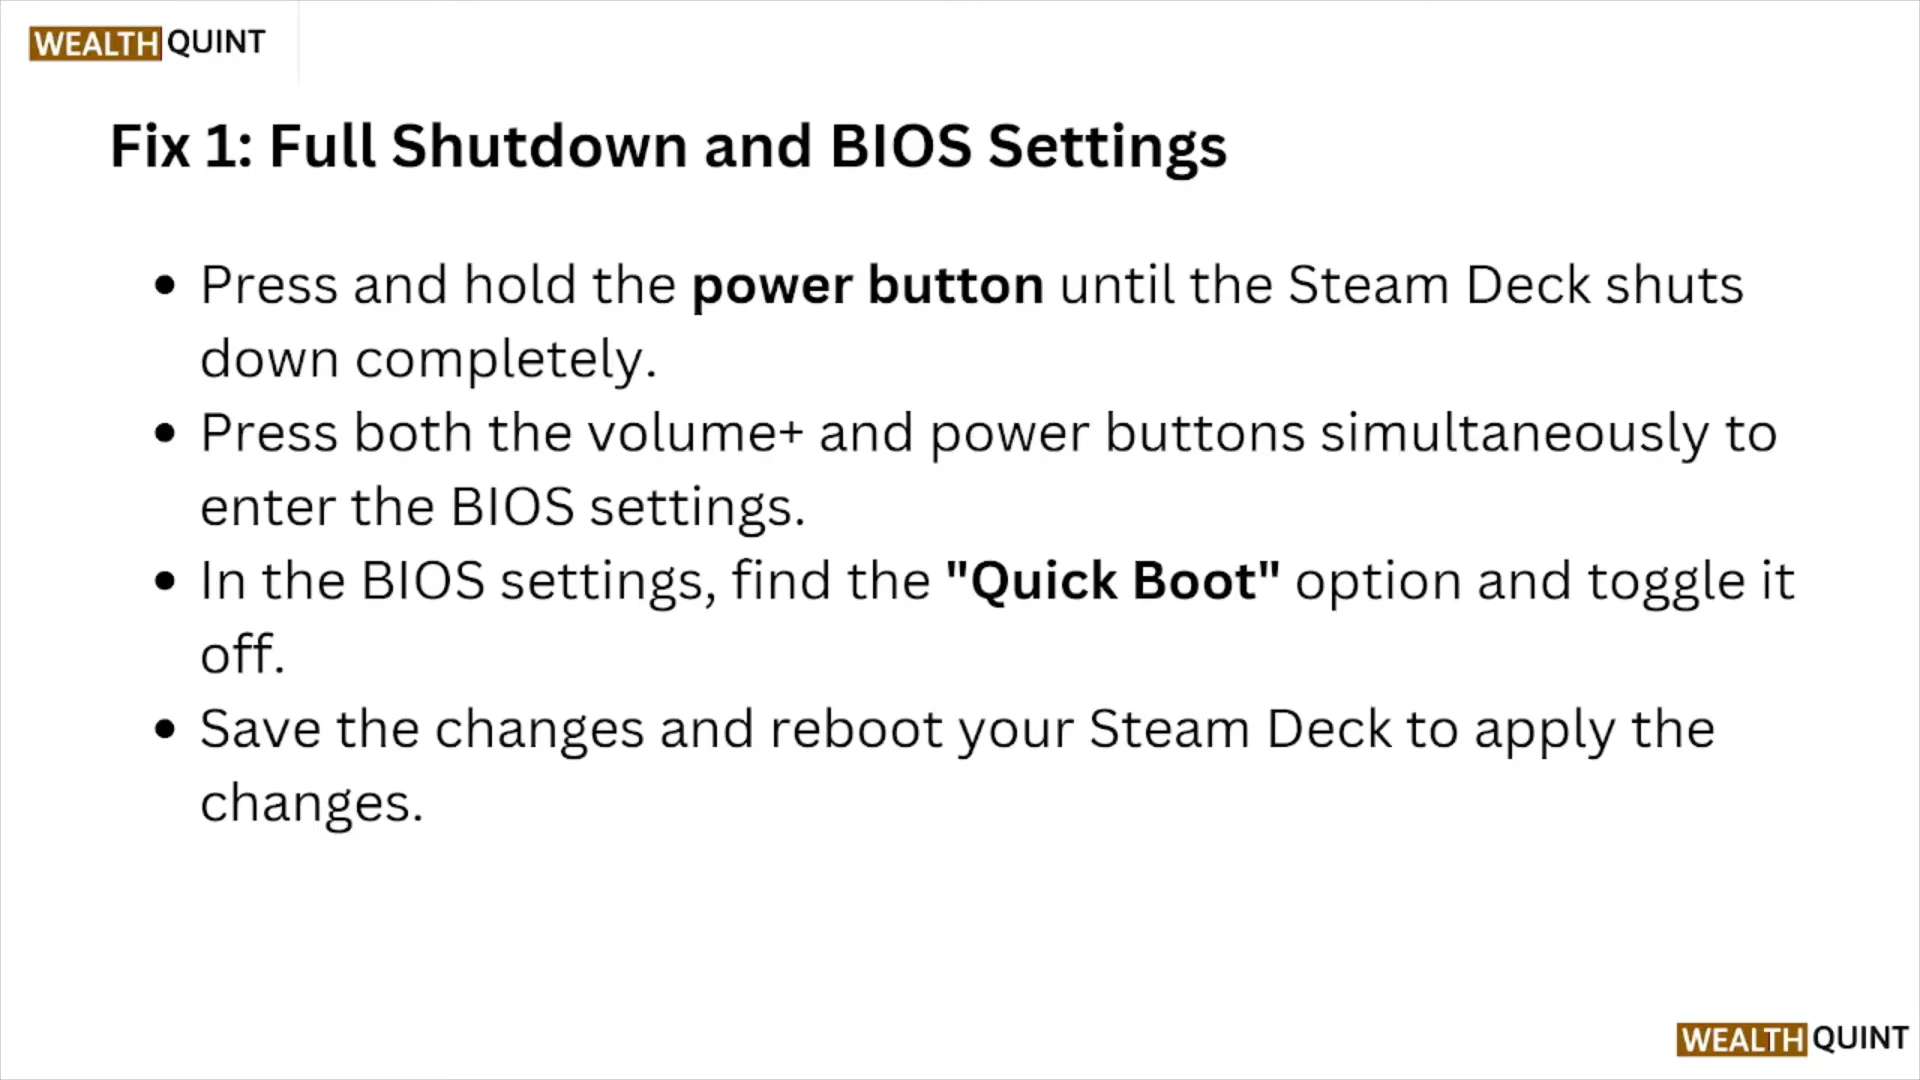 WEALTH QUINT
Fix 1: Full Shutdown and BIOS Settings
• Press and hold the power button until the Steam Deck shuts
down completely.
• Press both the volume+ and power buttons simultaneously to
enter the BIOS settings.
• In the BIOS settings, find the "Quick Boot" option and toggle it
off.
• Save the changes and reboot your Steam Deck to apply the
changes.
WEALTH QUINT